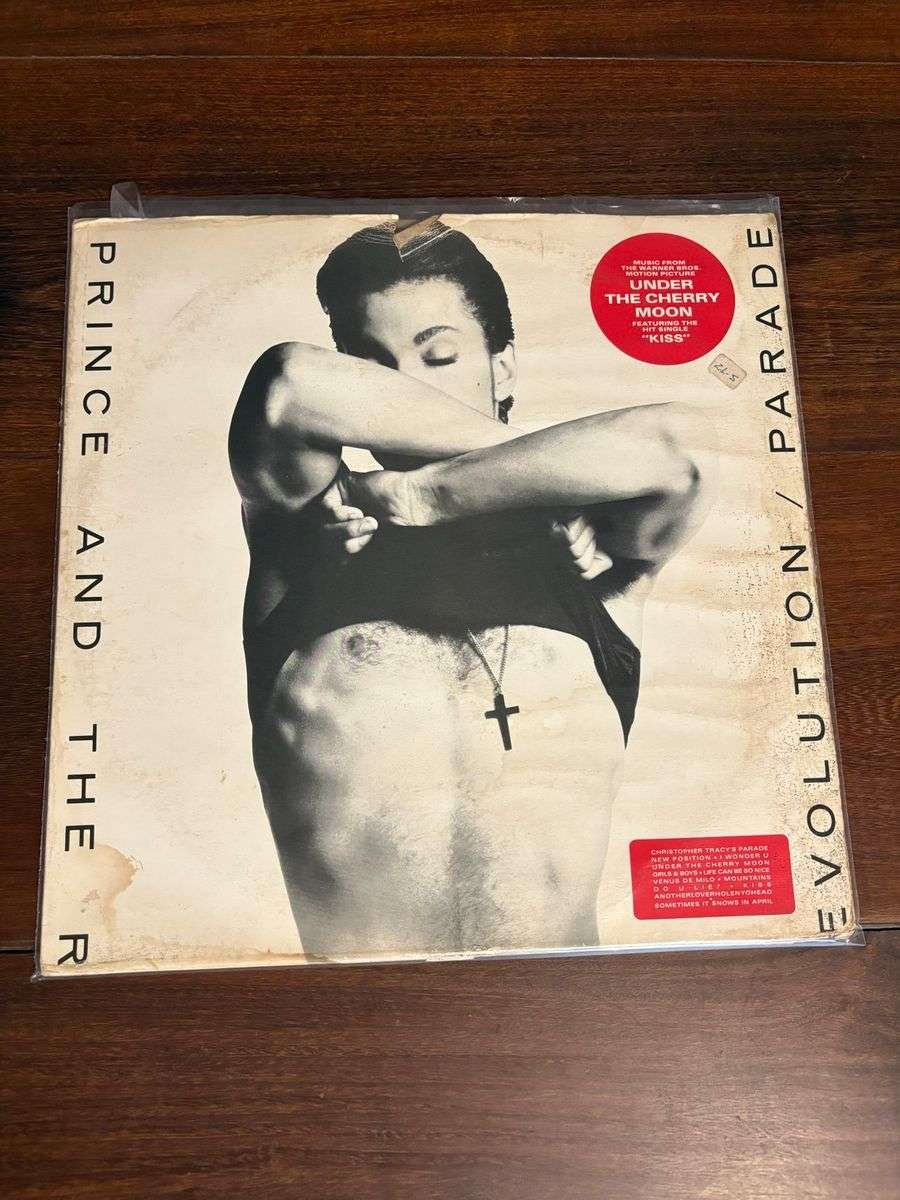 PRINCE AND THE R
EVOLUTION / PARADE
MUSIC FROM
THE WARNER BROS.
MOTION PICTURE
UNDER
THE CHERRY
MOON
FEATURING THE
HIT SINGLE
"KISS"
CHRISTOPHER TRACY'S PARADE
NEW POSITION • I WONDER U
UNDER THE CHERRY MOON
GIRLS & BOYS • LIFE CAN BE SO NICE
VENUS DE MILO • MOUNTAINS
DO U LIE? • KISS
ANOTHERLOVERHOLENYOHEAD
SOMETIMES IT SNOWS IN APRIL